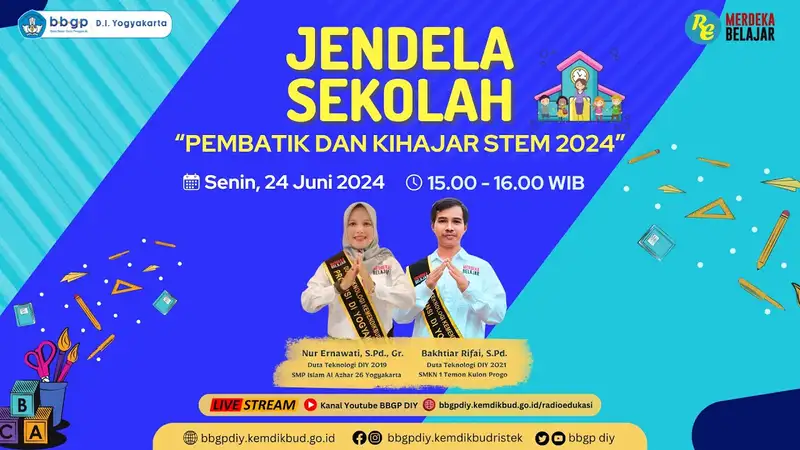 bbgp
D.I. Yogyakarta
Re
MERDEKA
BELAJAR
JENDELA
SEKOLAH
“PEMBATIK DAN KIHAJAR STEM 2024”
Senin, 24 Juni 2024
15.00 - 16.00 WIB
Nur Ernawati, S.Pd., Gr.
Duta Teknologi DIY 2019
SMP Islam Al Azhar 26 Yogyakarta
Bakhtiar Rifai, S.Pd.
Duta Teknologi DIY 2021
SMKN 1 Temon Kulon Progo
LIVE STREAM
Kanal Youtube BBGP DIY
bbgpdiy.kemdikbud.go.id/radioedukasi
bbgpdiy.kemdikbud.go.id
bbgpdiy.kemdikbudristek
bbgp diy
B
C A